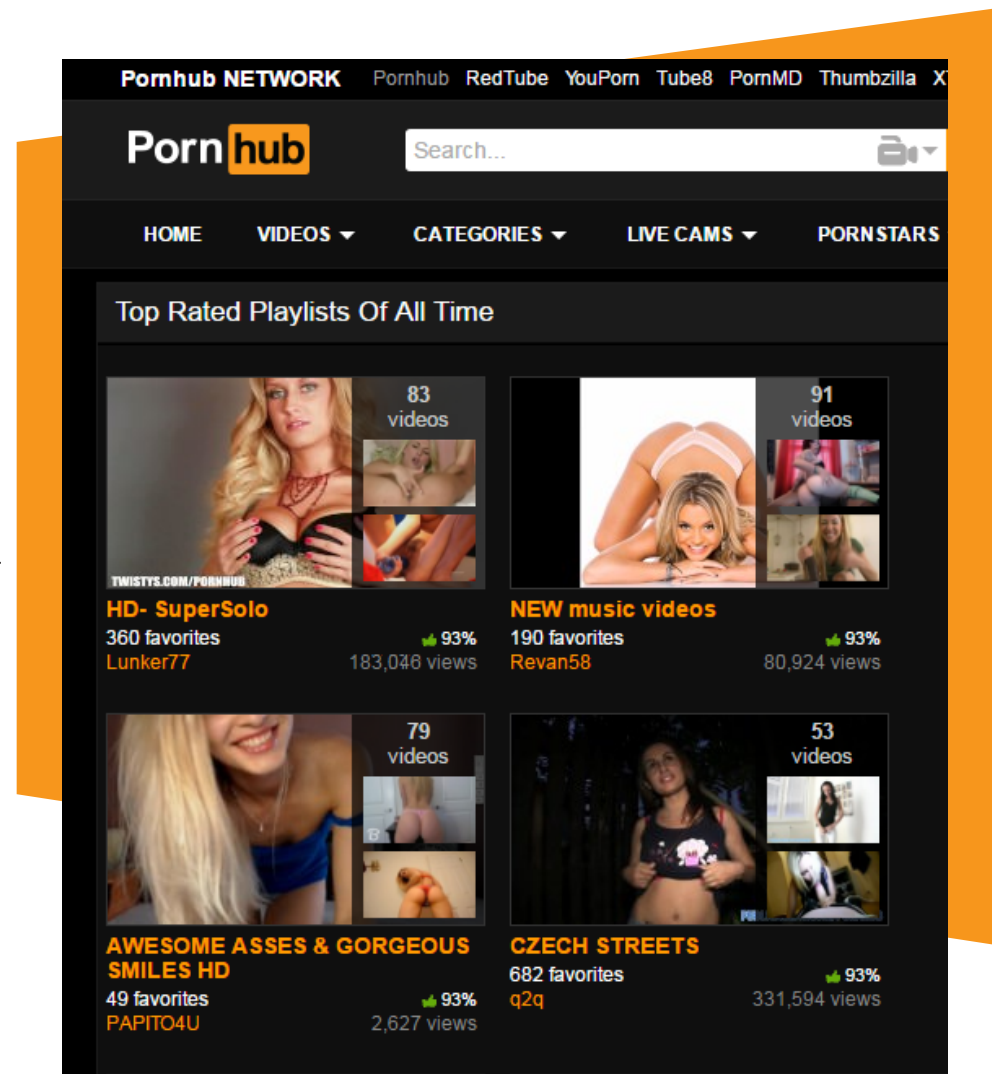 Pornhub NETWORK Pornhub RedTube YouPorn Tube8 PornMD Thumbzilla
Porn hub Search...
HOME VIDEOS CATEGORIES LIVE CAMS PORNSTARS
Top Rated Playlists Of All Time
83 videos
TWISTYS.COM/PORNHUB
HD- SuperSolo
360 favorites 93%
Lunker77 183,046 views
91 videos
NEW music videos
190 favorites 93%
Revan58 80,924 views
79 videos
AWESOME ASSES & GORGEOUS
SMILES HD
49 favorites 93%
PAPITO4U 2,627 views
53 videos
CZECH STREETS
682 favorites 93%
q2q 331,594 views